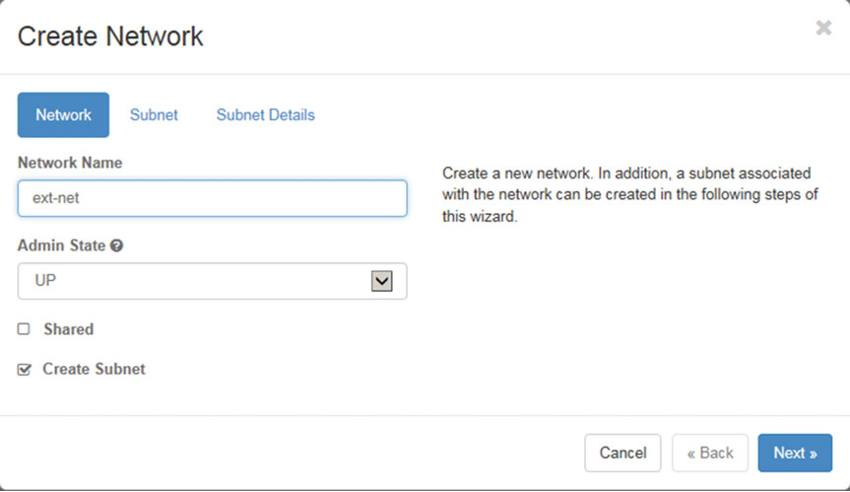 Create Network
Network Subnet Subnet Details
Network Name
ext-net
Admin State
UP
Shared
Create Subnet
Create a new network. In addition, a subnet associated
with the network can be created in the following steps of
this wizard.
Cancel « Back Next »